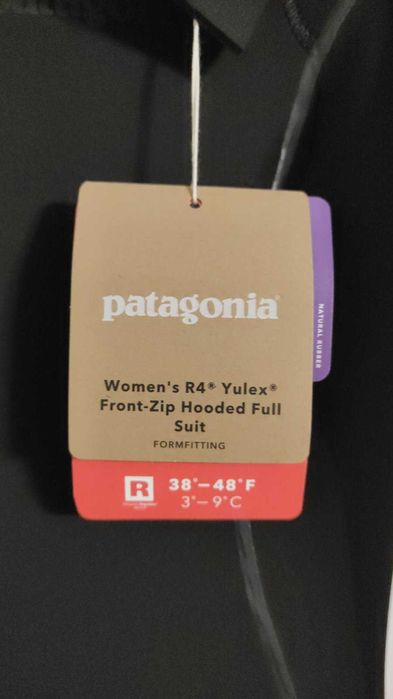 patagonia®
NATURAL RUBBER
Women's R4® Yulex®
Front-Zip Hooded Full
Suit
FORMFITTING
R
38°–48°F
3°–9°C